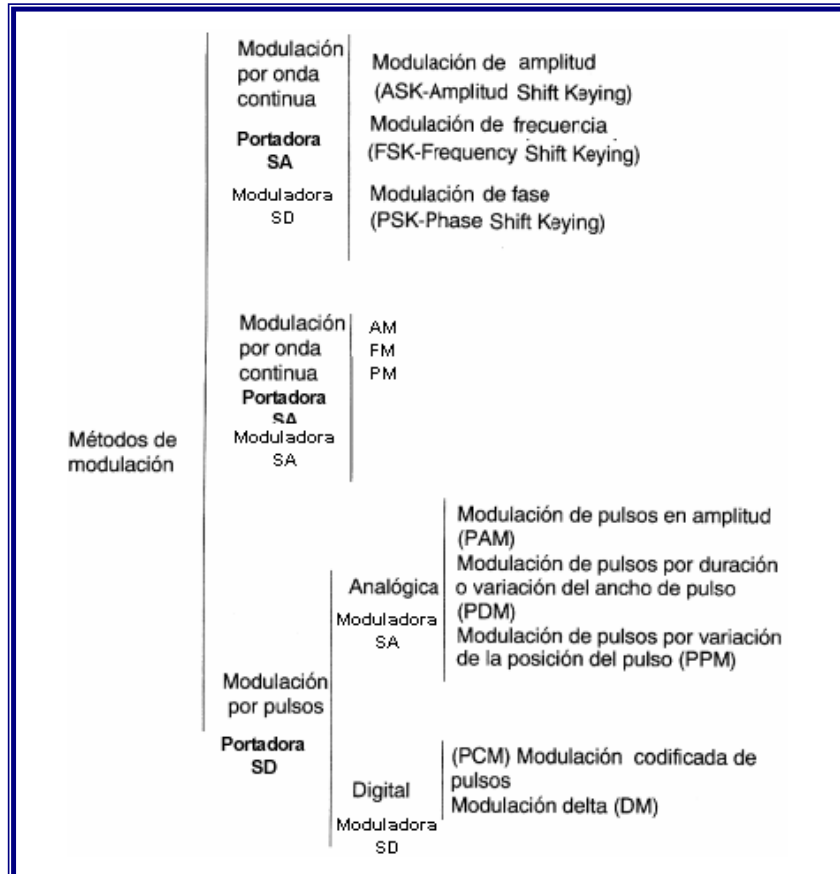 Métodos de
modulación
Modulación
por onda
continua
Portadora
SA
Moduladora
SD
Modulación de amplitud
(ASK-Amplitud Shift Keying)
Modulación de frecuercia
(FSK-Frequency Shift Keying)
Modulación de fase
(PSK-Phase Shift Keying)
Modulación
por onda
continua
Portadora
SA
Moduladora
SA
AM
FM
PM
Modulación
por pulsos
Portadora
SD
Analógica
Moduladora
SA
Modulación de pulsos en amplitud
(PAM)
Modulación de pulsos por duración
o variación del ancho de pulso
(PDM)
Modulación de pulsos por variación
de la posición del pulso (PPM)
Digital
Moduladora
SD
(PCM) Modulación codificada de
pulsos
Modulación delta (DM)